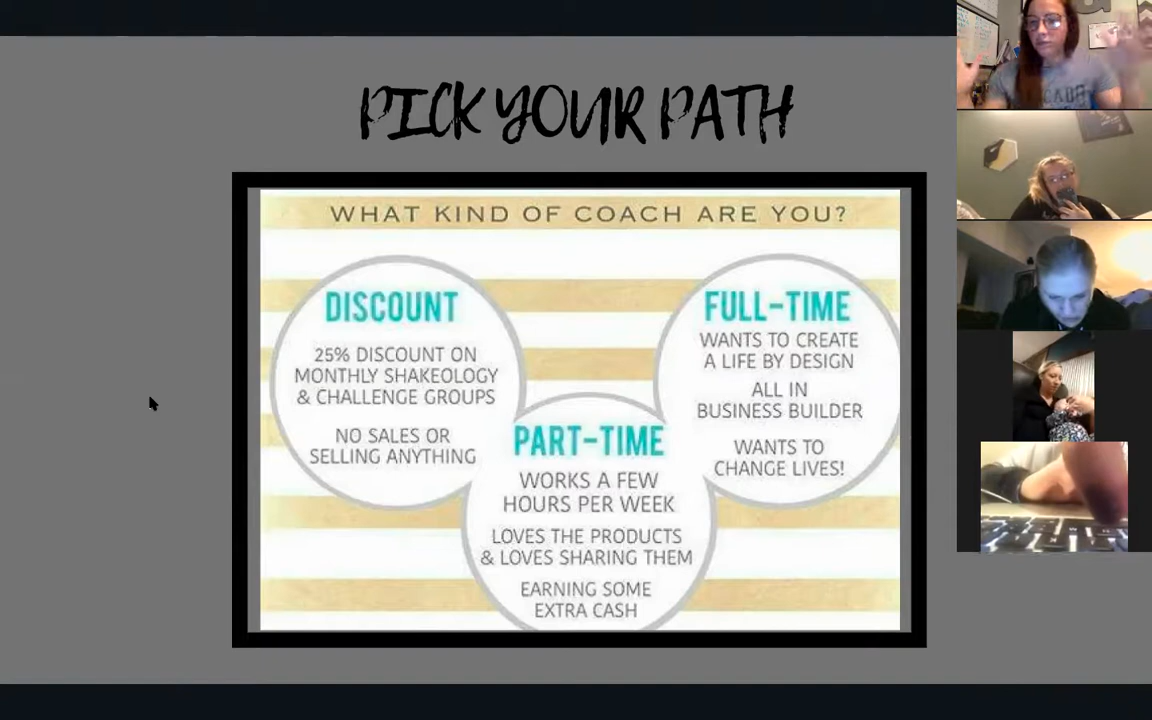 PICK YOUR PATH
WHAT KIND OF COACH ARE YOU?
DISCOUNT
25% DISCOUNT ON
MONTHLY SHAKEOLOGY
& CHALLENGE GROUPS
NO SALES OR
SELLING ANYTHING
PART-TIME
WORKS A FEW
HOURS PER WEEK
LOVES THE PRODUCTS
& LOVES SHARING THEM
EARNING SOME
EXTRA CASH
FULL-TIME
WANTS TO CREATE
A LIFE BY DESIGN
ALL IN
BUSINESS BUILDER
WANTS TO
CHANGE LIVES!